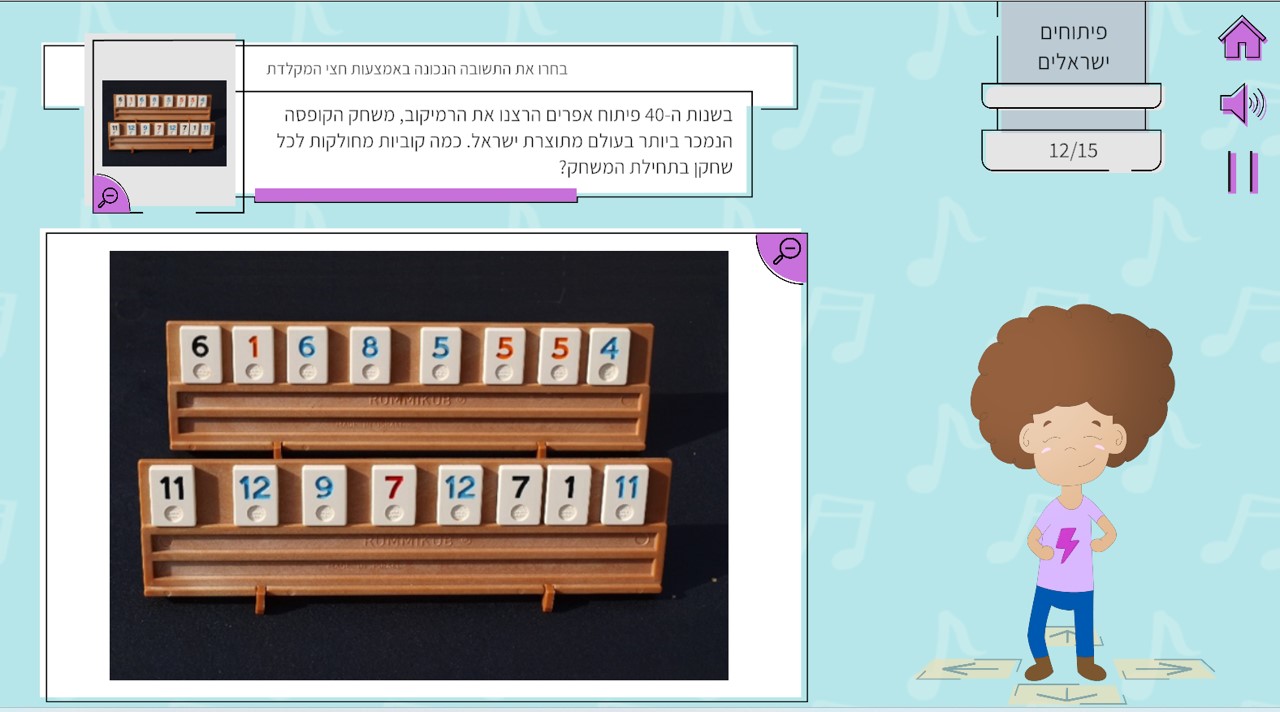 פיתוחים
ישראלים
12/15
בחרו את התשובה הנכונה באמצעות חצי המקלדת
בשנות ה-40 פיתוח אפרים הרצנו את הרמיקוב, משחק הקופסה
הנמכר ביותר בעולם מתוצרת ישראל. כמה קוביות מחולקות לכל
שחקן בתחילת המשחק?
6 1 6 8 5 5 5 4
RUMMIKUB
11 12 9 7 12 7 1 11
RUMMIKUB